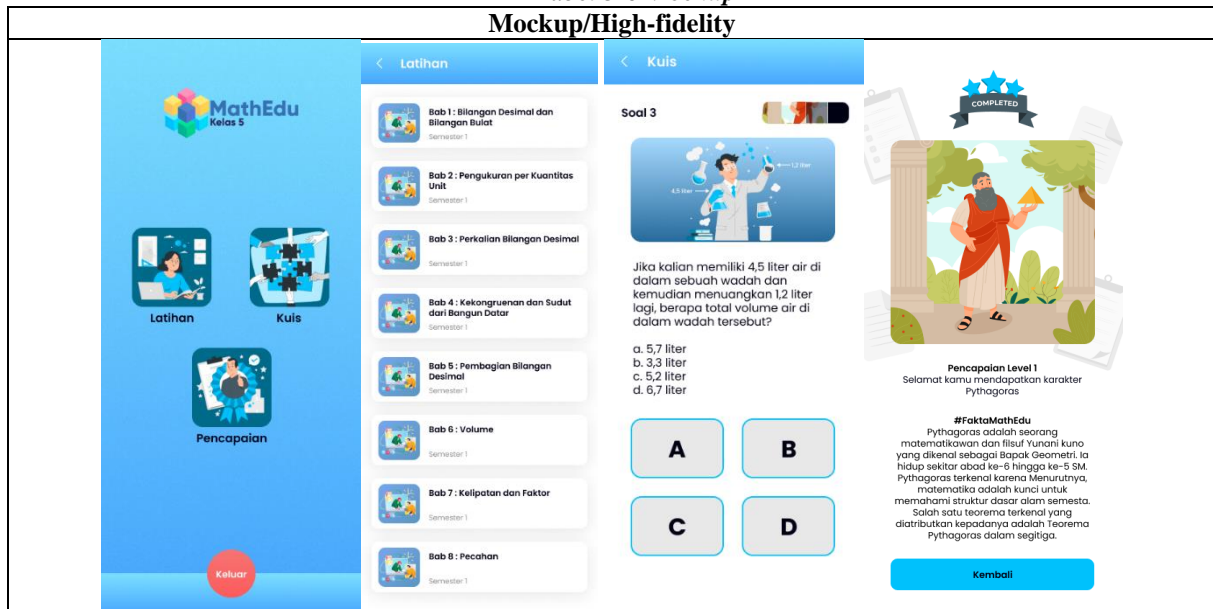 Mockup/High-fidelity
MathEdu
Kelas 5
Latihan
Kuis
Pencapaian
Keluar
< Latihan
Bab 1 : Bilangan Desimal dan
Bilangan Bulat
Semester 1
Bab 2 : Pengukuran per Kuantitas
Unit
Semester 1
Bab 3 : Perkalian Bilangan Desimal
Semester 1
Bab 4 : Kekongruenan dan Sudut
dari Bangun Datar
Semester 1
Bab 5 : Pembagian Bilangan
Desimal
Semester 1
Bab 6 : Volume
Semester 1
Bab 7 : Kelipatan dan Faktor
Semester 1
Bab 8 : Pecahan
Semester 1
< Kuis
Soal 3
1,2 liter
4,5 liter
Jika kalian memiliki 4,5 liter air di
dalam sebuah wadah dan
kemudian menuangkan 1,2 liter
lagi, berapa total volume air di
dalam wadah tersebut?
a. 5,7 liter
b. 3,3 liter
c. 5,2 liter
d. 6,7 liter
A
B
C
D
COMPLETED
Pencapaian Level 1
Selamat kamu mendapatkan karakter
Pythagoras
#FaktaMathEdu
Pythagoras adalah seorang
matematikawan dan filsuf Yunani kuno
yang dikenal sebagai Bapak Geometri. Ia
hidup sekitar abad ke-6 hingga ke-5 SM.
Pythagoras terkenal karena Menurutnya,
matematika adalah kunci untuk
memahami struktur dasar alam semesta.
Salah satu teorema terkenal yang
diatributkan kepadanya adalah Teorema
Pythagoras dalam segitiga.
Kembali